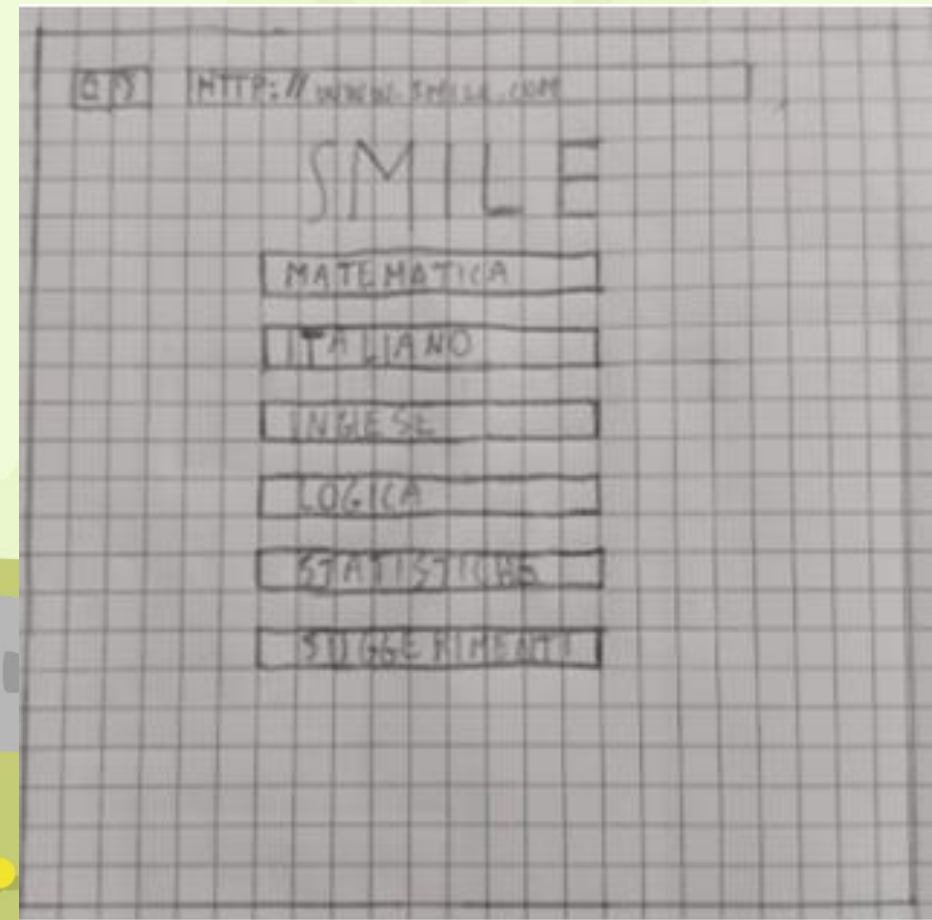 HTTP://www.SMILE.COM
SMILE
MATEMATICA
ITALIANO
INGLESE
LOGICA
STATISTICHE
SUGGERIMENTI